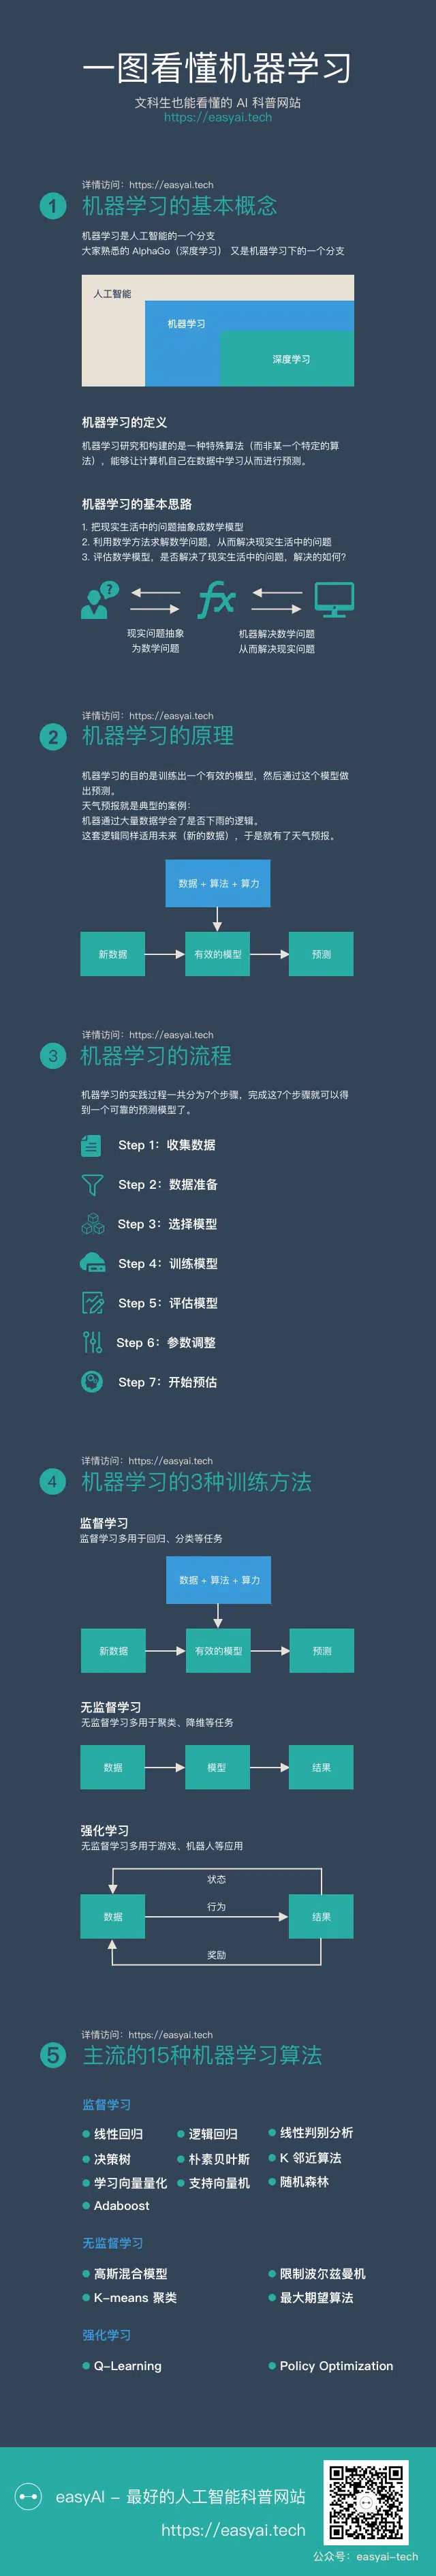 一图看懂机器学习
文科生也能看懂的 AI 科普网站
https://easyai.tech
详情访问：https://easyai.tech
1 机器学习的基本概念
机器学习是人工智能的一个分支
大家熟悉的 AlphaGo（深度学习） 又是机器学习下的一个分支
人工智能
机器学习
深度学习
机器学习的定义
机器学习研究和构建的是一种特殊算法（而非某一个特定的算
法），能够让计算机自己在数据中学习从而进行预测。
机器学习的基本思路
1. 把现实生活中的问题抽象成数学模型
2. 利用数学方法求解数学问题，从而解决现实生活中的问题
3. 评估数学模型，是否解决了现实生活中的问题，解决的如何？
? fx
现实问题抽象
为数学问题
机器解决数学问题
从而解决现实问题
详情访问：https://easyai.tech
2 机器学习的原理
机器学习的目的是训练出一个有效的模型，然后通过这个模型做
出预测。
天气预报就是典型的案例：
机器通过大量数据学会了是否下雨的逻辑。
这套逻辑同样适用未来（新的数据），于是就有了天气预报。
数据 + 算法 + 算力
新数据 有效的模型 预测
详情访问：https://easyai.tech
3 机器学习的流程
机器学习的实践过程一共分为7个步骤，完成这7个步骤就可以得
到一个可靠的预测模型了。
Step 1：收集数据
Step 2：数据准备
Step 3：选择模型
Step 4：训练模型
Step 5：评估模型
Step 6：参数调整
Step 7：开始预估
详情访问：https://easyai.tech
4 机器学习的3种训练方法
监督学习
监督学习多用于回归、分类等任务
数据 + 算法 + 算力
新数据 有效的模型 预测
无监督学习
无监督学习多用于聚类、降维等任务
数据 模型 结果
强化学习
无监督学习多用于游戏、机器人等应用
状态
数据 行为 结果
奖励
详情访问：https://easyai.tech
5 主流的15种机器学习算法
监督学习
线性回归 逻辑回归 线性判别分析
决策树 朴素贝叶斯 K 邻近算法
学习向量量化 支持向量机 随机森林
Adaboost
无监督学习
高斯混合模型 限制波尔兹曼机
K-means 聚类 最大期望算法
强化学习
Q-Learning Policy Optimization
easyAI - 最好的人工智能科普网站
https://easyai.tech
公众号：easyai-tech